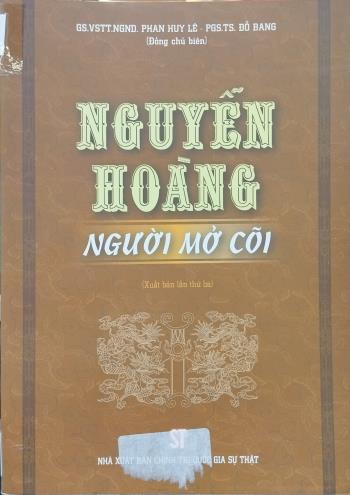 GS.VSTT.NGND. PHAN HUY LÊ - PGS.TS. ĐỖ BANG
(Đồng chủ biên)
NGUYỄN
HOÀNG
NGƯỜI MỞ CÕI
(Xuất bản lần thứ ba)
ST
NHÀ XUẤT BẢN CHÍNH TRỊ QUỐC GIA SỰ THẬT